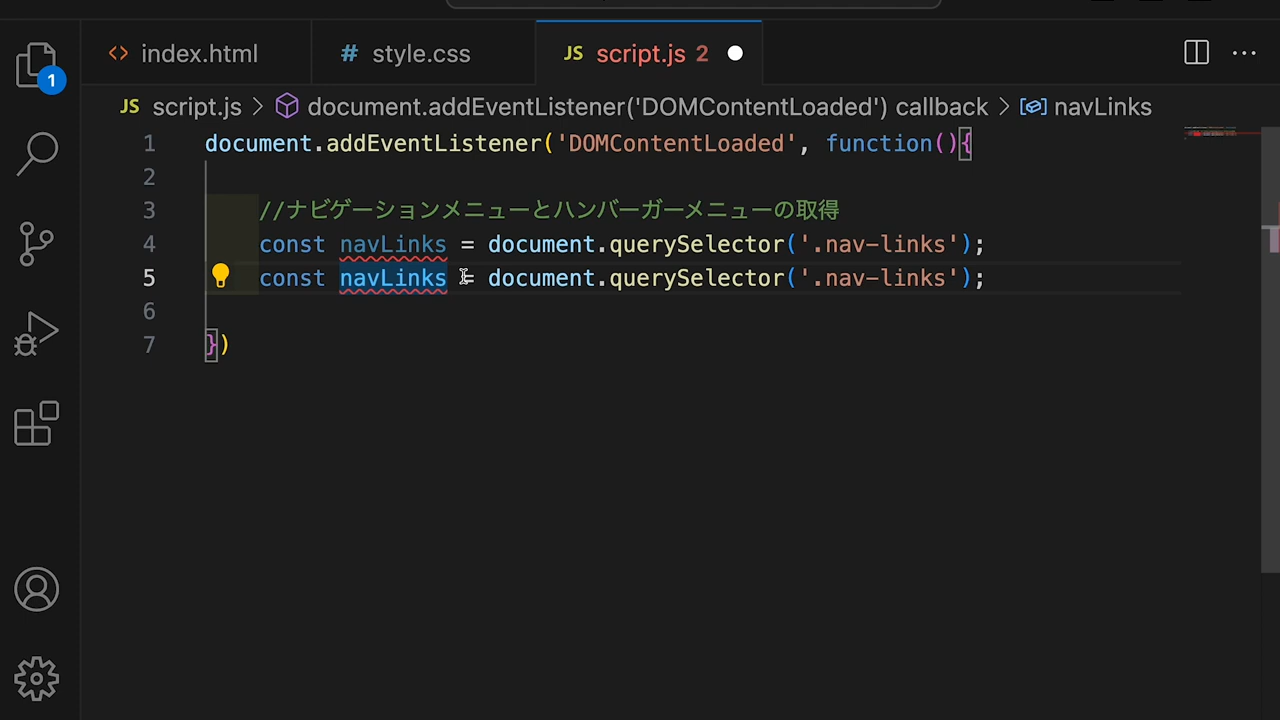 index.html
style.css
JS script.js 2
1
JS script.js > document.addEventListener('DOMContentLoaded') callback > navLinks
1 document.addEventListener('DOMContentLoaded', function(){
2
3 //ナビゲーションメニューとハンバーガーメニューの取得
4 const navLinks = document.querySelector('.nav-links');
5 const navLinks = document.querySelector('.nav-links');
6
7 })